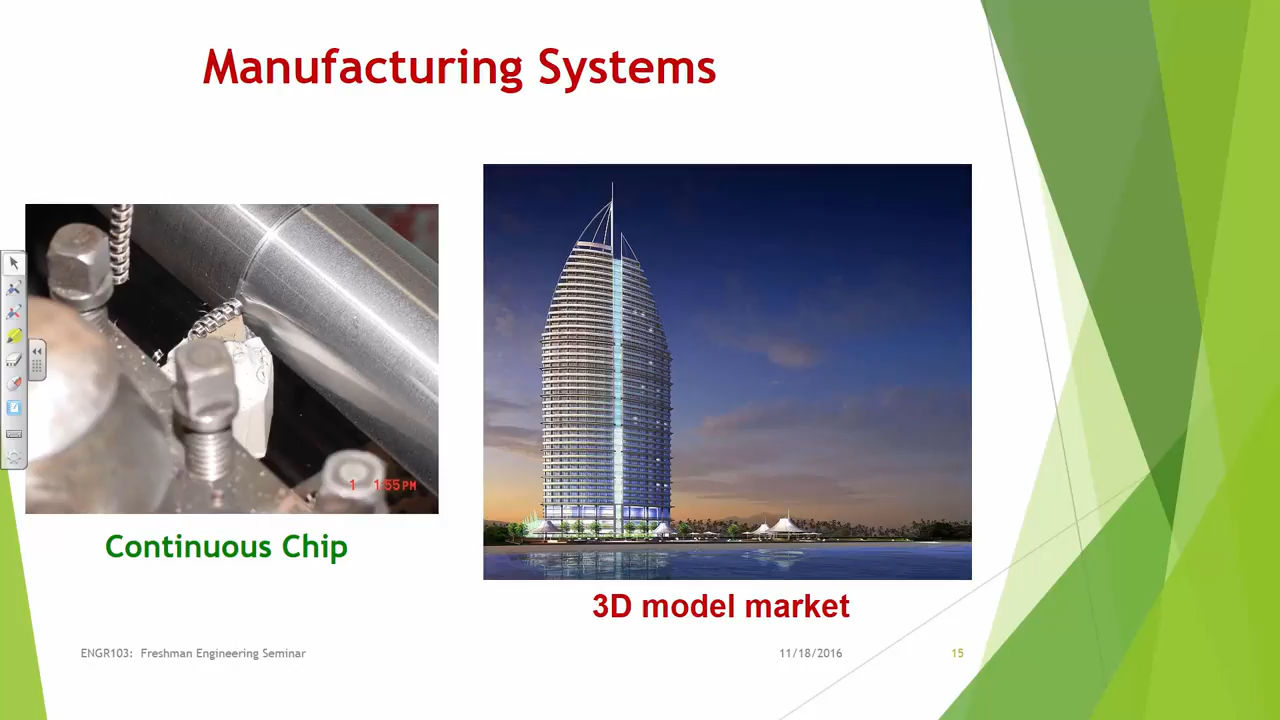 Manufacturing Systems
1 1:55PM
Continuous Chip
3D model market
ENGR103: Freshman Engineering Seminar
11/18/2016
15